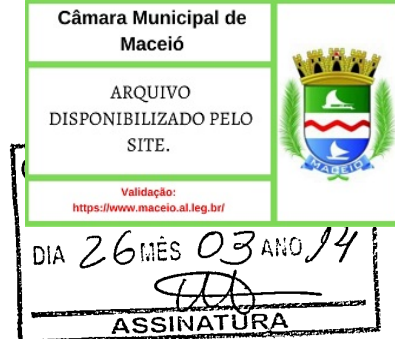 Câmara Municipal de
Maceió
ARQUIVO
DISPONIBILIZADO PELO
SITE.
MACEIÓ
Validação:
https://www.maceio.al.leg.br/
DIA 26 MÊS 03 ANO 14
ASSINATURA